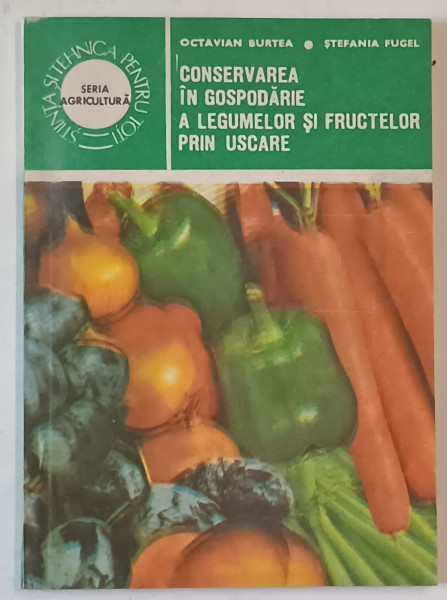 OCTAVIAN BURTEA • ȘTEFANIA FUGEL
CONSERVAREA
ÎN GOSPODĂRIE
A LEGUMELOR ȘI FRUCTELOR
PRIN USCARE
ȘTIINȚA ȘI TEHNICA PENTRU TOȚI
SERIA
AGRICULTURĂ